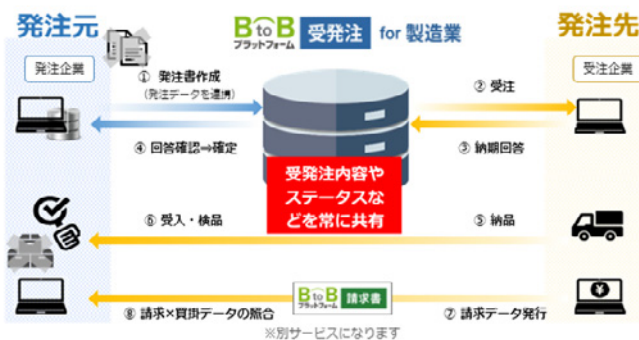 発注元
BtoB
プラットフォーム
受発注
for 製造業
発注先
発注企業
受注企業
① 発注書作成
(発注データを連携)
② 受注
④ 回答確認⇒確定
③ 納期回答
受発注内容や
ステータスな
どを常に共有
⑥ 受入・検品
⑤ 納品
¥
BtoB
プラットフォーム
請求書
⑧ 請求×買掛データの照合
⑦ 請求データ発行
※別サービスになります